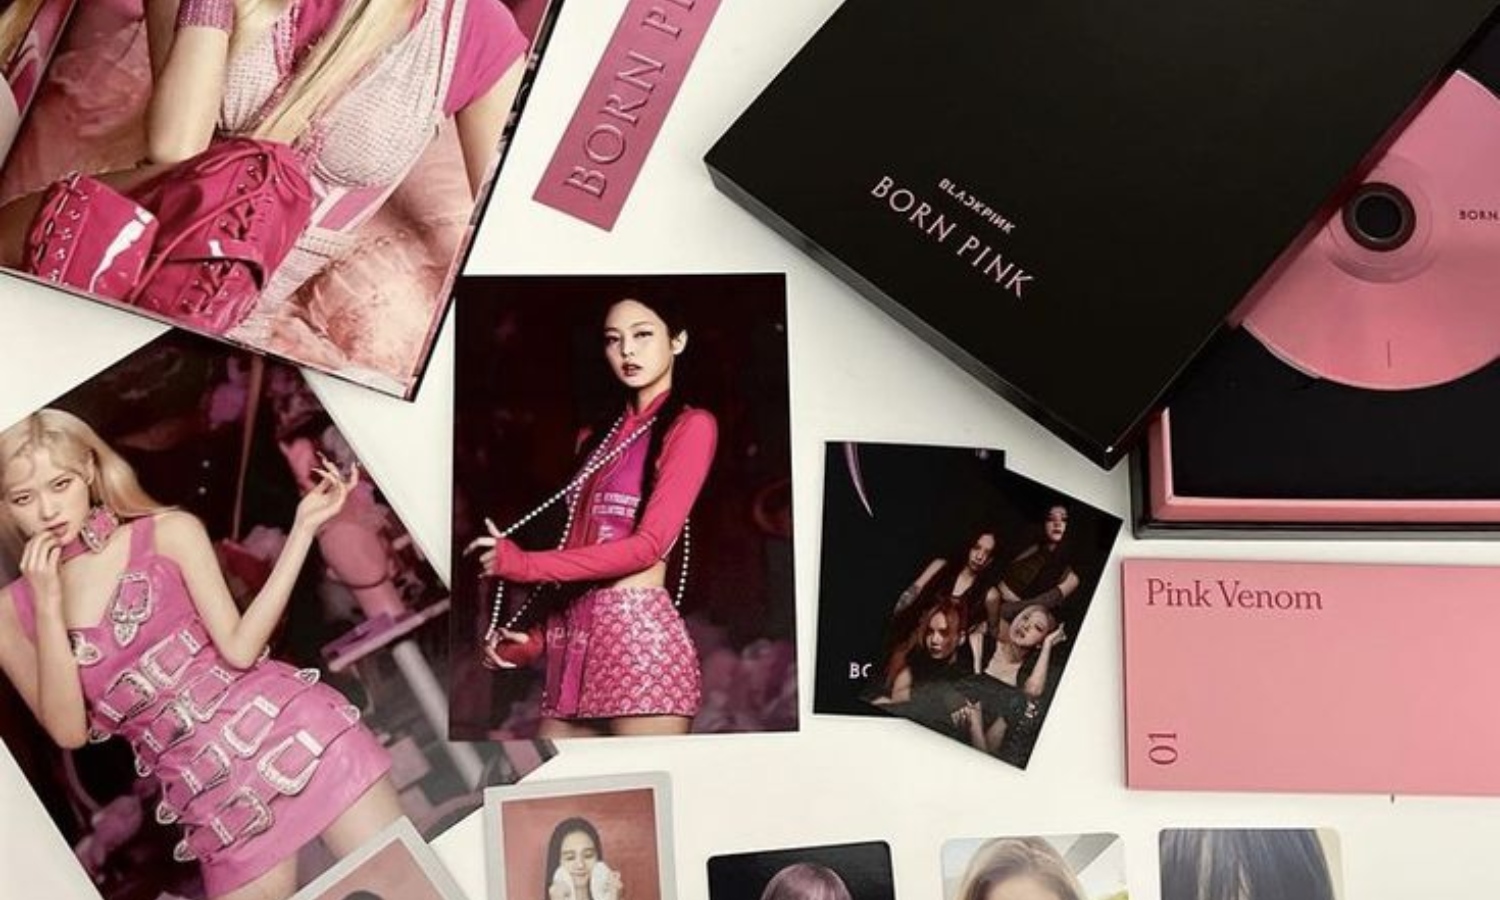 BORN PI
BLACKPINK
BORN PINK
BORN
BO
Pink Venom
01